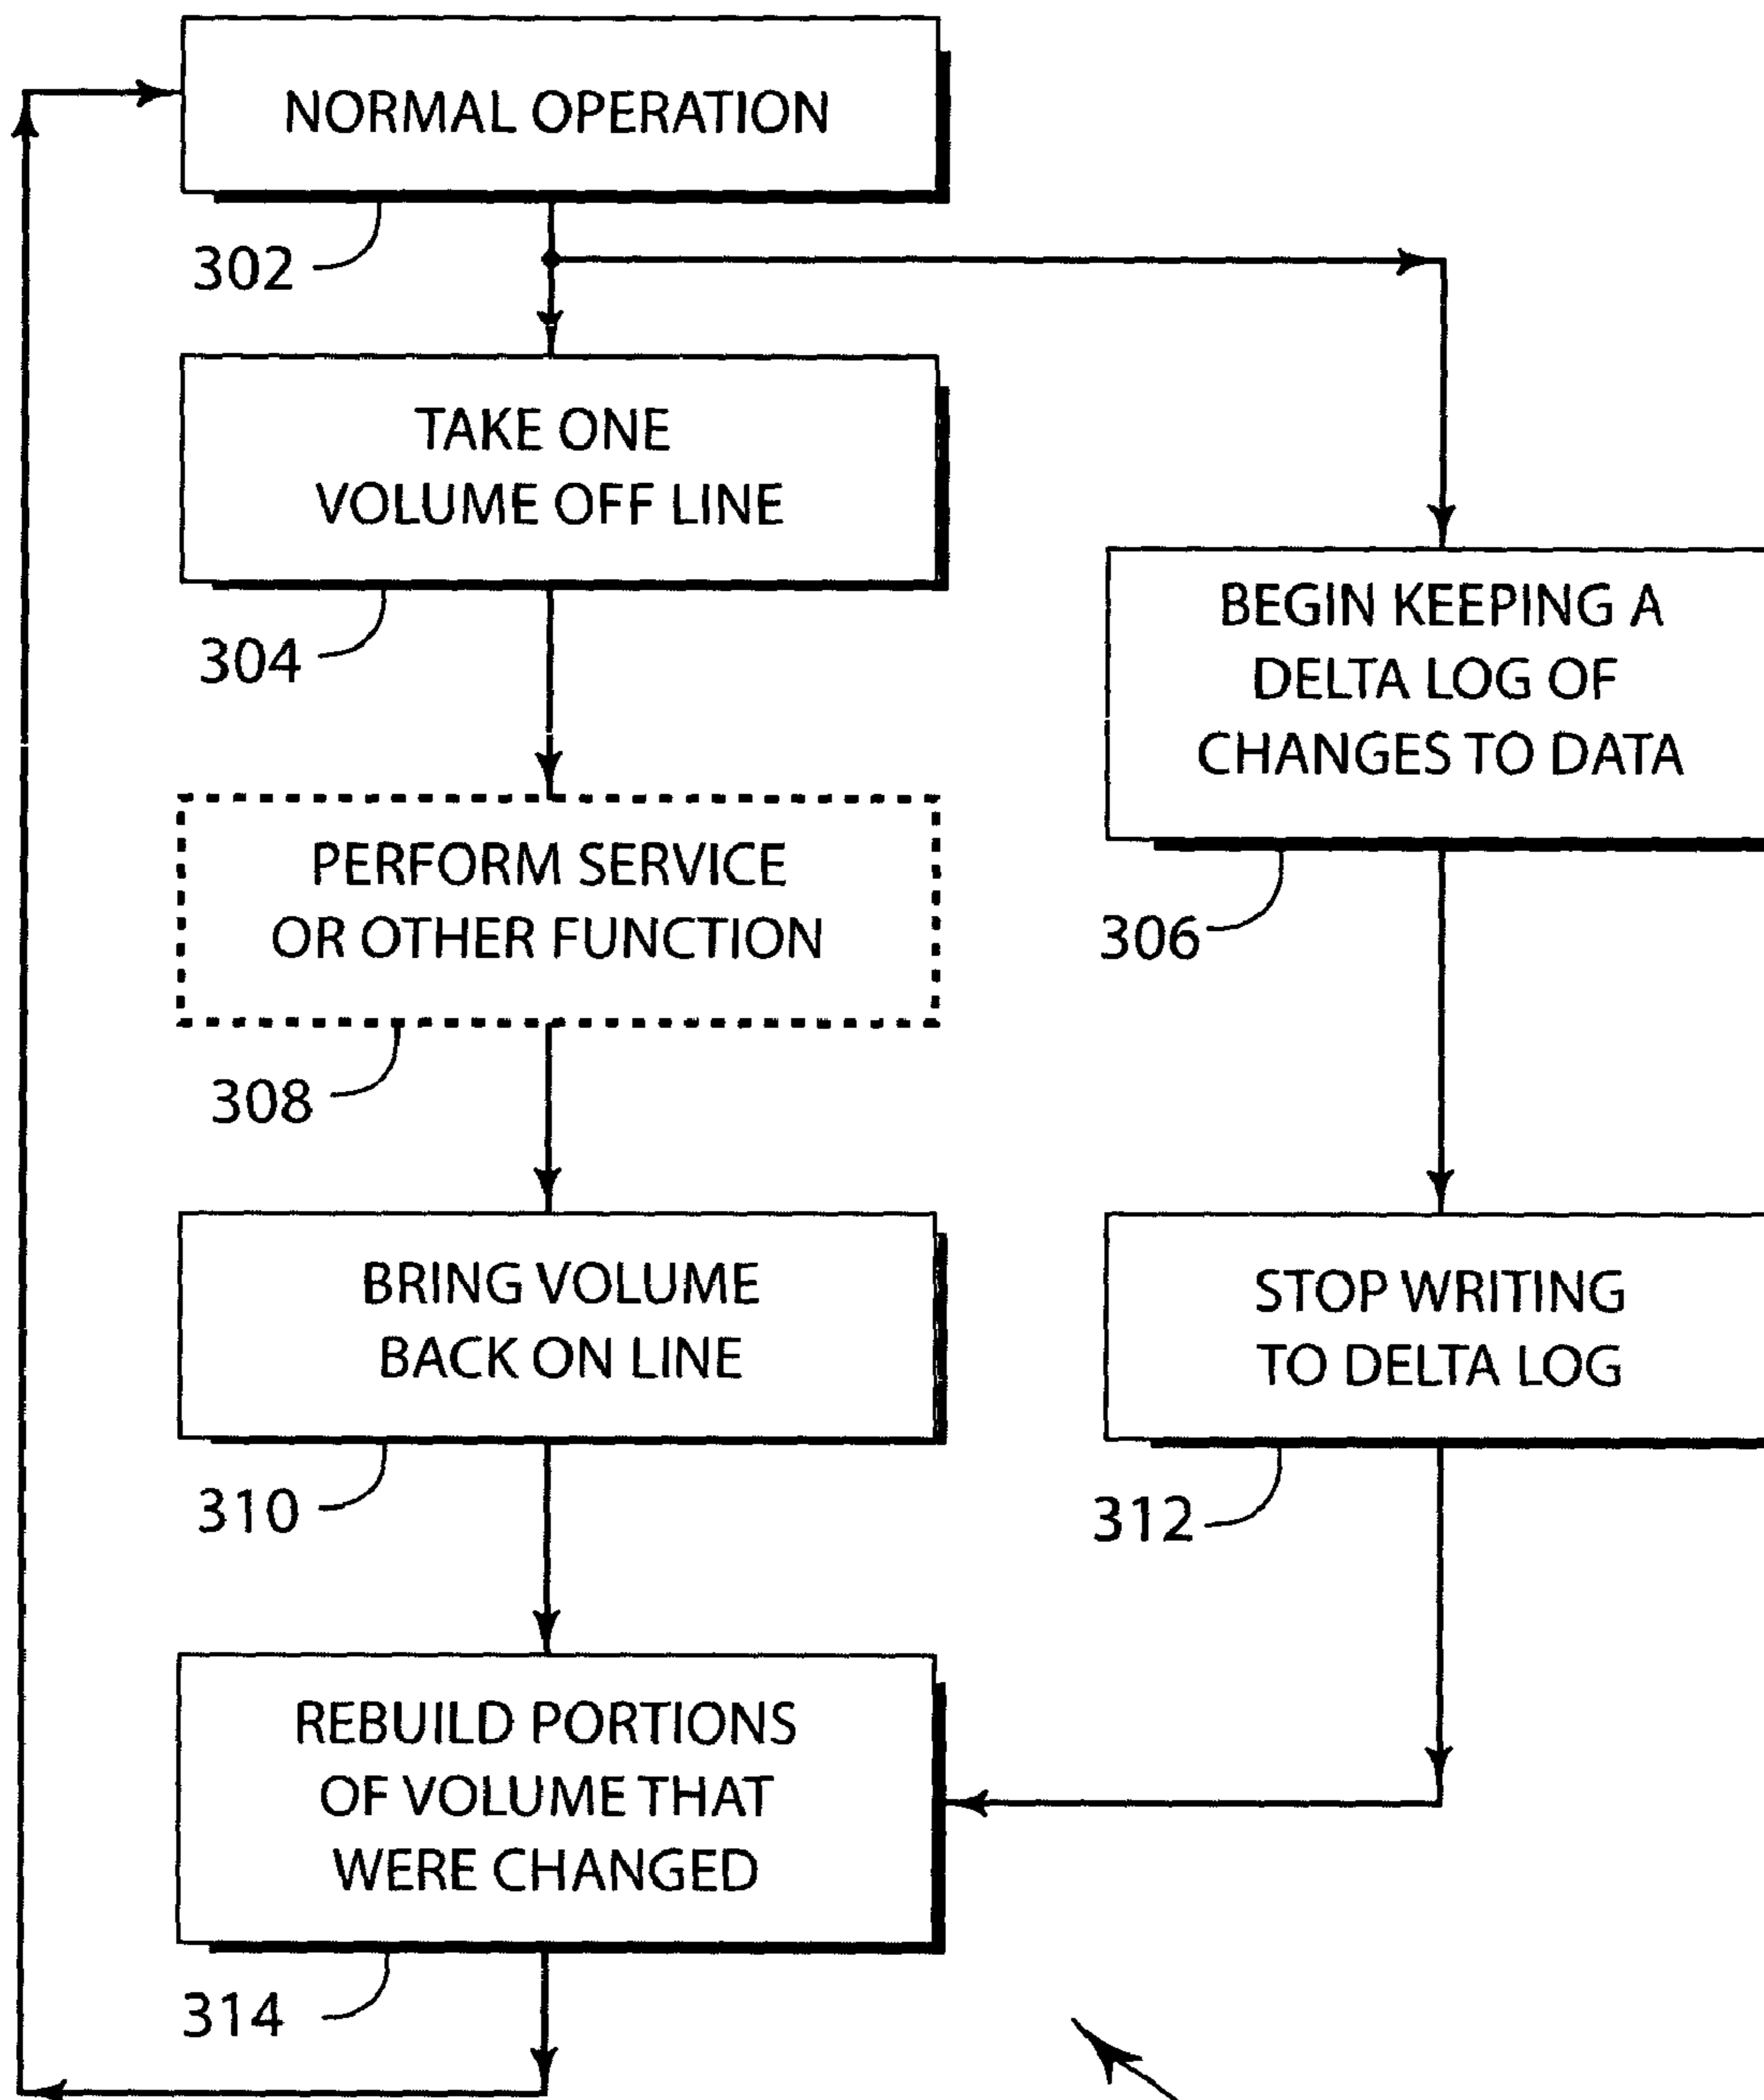 NORMAL OPERATION
302
TAKE ONE
VOLUME OFF LINE
304
BEGIN KEEPING A
DELTA LOG OF
CHANGES TO DATA
306
PERFORM SERVICE
OR OTHER FUNCTION
308
BRING VOLUME
BACK ON LINE
310
STOP WRITING
TO DELTA LOG
312
REBUILD PORTIONS
OF VOLUME THAT
WERE CHANGED
314